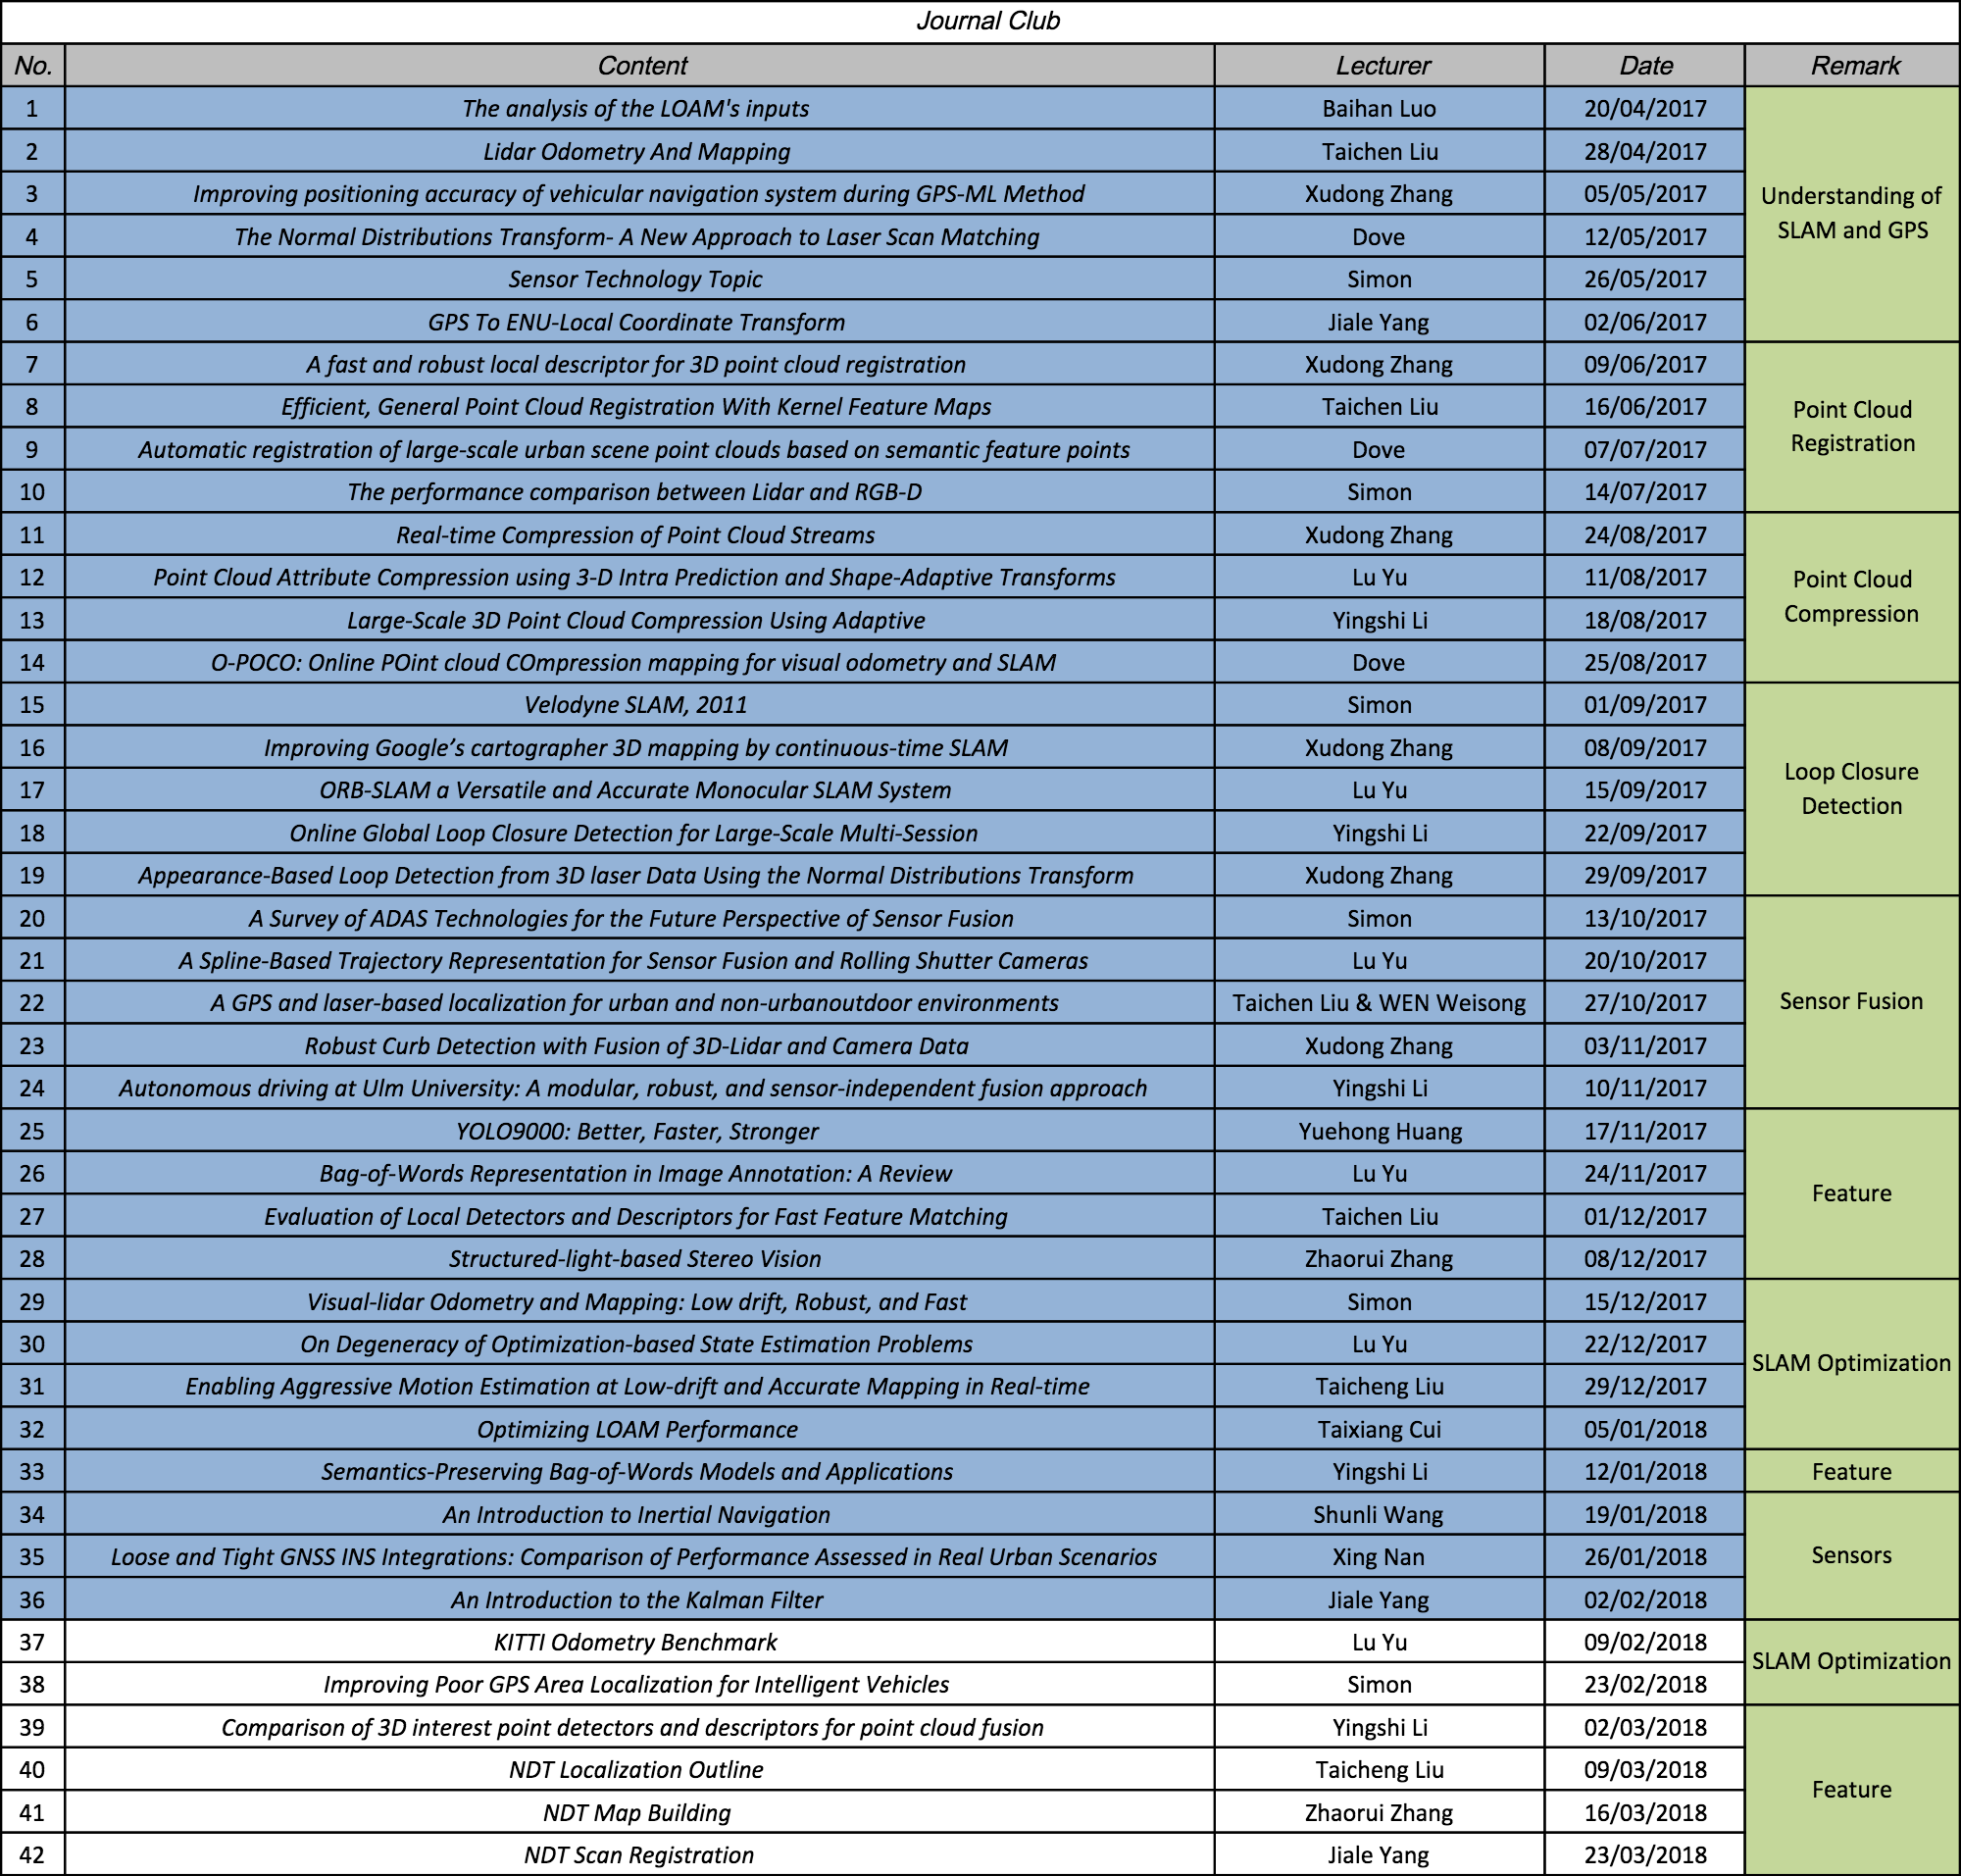 Journal Club
No. Content Lecturer Date Remark
1 The analysis of the LOAM's inputs Baihan Luo 20/04/2017
2 Lidar Odometry And Mapping Taichen Liu 28/04/2017
3 Improving positioning accuracy of vehicular navigation system during GPS-ML Method Xudong Zhang 05/05/2017
Understanding of
SLAM and GPS
4 The Normal Distributions Transform- A New Approach to Laser Scan Matching Dove 12/05/2017
5 Sensor Technology Topic Simon 26/05/2017
6 GPS To ENU-Local Coordinate Transform Jiale Yang 02/06/2017
7 A fast and robust local descriptor for 3D point cloud registration Xudong Zhang 09/06/2017
8 Efficient, General Point Cloud Registration With Kernel Feature Maps Taichen Liu 16/06/2017
Point Cloud
Registration
9 Automatic registration of large-scale urban scene point clouds based on semantic feature points Dove 07/07/2017
10 The performance comparison between Lidar and RGB-D Simon 14/07/2017
11 Real-time Compression of Point Cloud Streams Xudong Zhang 24/08/2017
12 Point Cloud Attribute Compression using 3-D Intra Prediction and Shape-Adaptive Transforms Lu Yu 11/08/2017
Point Cloud
Compression
13 Large-Scale 3D Point Cloud Compression Using Adaptive Yingshi Li 18/08/2017
14 O-POCO: Online POint cloud COmpression mapping for visual odometry and SLAM Dove 25/08/2017
15 Velodyne SLAM, 2011 Simon 01/09/2017
16 Improving Google’s cartographer 3D mapping by continuous-time SLAM Xudong Zhang 08/09/2017
Loop Closure
Detection
17 ORB-SLAM a Versatile and Accurate Monocular SLAM System Lu Yu 15/09/2017
18 Online Global Loop Closure Detection for Large-Scale Multi-Session Yingshi Li 22/09/2017
19 Appearance-Based Loop Detection from 3D laser Data Using the Normal Distributions Transform Xudong Zhang 29/09/2017
20 A Survey of ADAS Technologies for the Future Perspective of Sensor Fusion Simon 13/10/2017
21 A Spline-Based Trajectory Representation for Sensor Fusion and Rolling Shutter Cameras Lu Yu 20/10/2017
22 A GPS and laser-based localization for urban and non-urbanoutdoor environments Taichen Liu & WEN Weisong 27/10/2017 Sensor Fusion
23 Robust Curb Detection with Fusion of 3D-Lidar and Camera Data Xudong Zhang 03/11/2017
24 Autonomous driving at Ulm University: A modular, robust, and sensor-independent fusion approach Yingshi Li 10/11/2017
25 YOLO9000: Better, Faster, Stronger Yuehong Huang 17/11/2017
26 Bag-of-Words Representation in Image Annotation: A Review Lu Yu 24/11/2017
Feature
27 Evaluation of Local Detectors and Descriptors for Fast Feature Matching Taichen Liu 01/12/2017
28 Structured-light-based Stereo Vision Zhaorui Zhang 08/12/2017
29 Visual-lidar Odometry and Mapping: Low drift, Robust, and Fast Simon 15/12/2017
30 On Degeneracy of Optimization-based State Estimation Problems Lu Yu 22/12/2017
SLAM Optimization
31 Enabling Aggressive Motion Estimation at Low-drift and Accurate Mapping in Real-time Taicheng Liu 29/12/2017
32 Optimizing LOAM Performance Taixiang Cui 05/01/2018
33 Semantics-Preserving Bag-of-Words Models and Applications Yingshi Li 12/01/2018 Feature
34 An Introduction to Inertial Navigation Shunli Wang 19/01/2018
35 Loose and Tight GNSS INS Integrations: Comparison of Performance Assessed in Real Urban Scenarios Xing Nan 26/01/2018 Sensors
36 An Introduction to the Kalman Filter Jiale Yang 02/02/2018
37 KITTI Odometry Benchmark Lu Yu 09/02/2018
SLAM Optimization
38 Improving Poor GPS Area Localization for Intelligent Vehicles Simon 23/02/2018
39 Comparison of 3D interest point detectors and descriptors for point cloud fusion Yingshi Li 02/03/2018
40 NDT Localization Outline Taicheng Liu 09/03/2018
Feature
41 NDT Map Building Zhaorui Zhang 16/03/2018
42 NDT Scan Registration Jiale Yang 23/03/2018